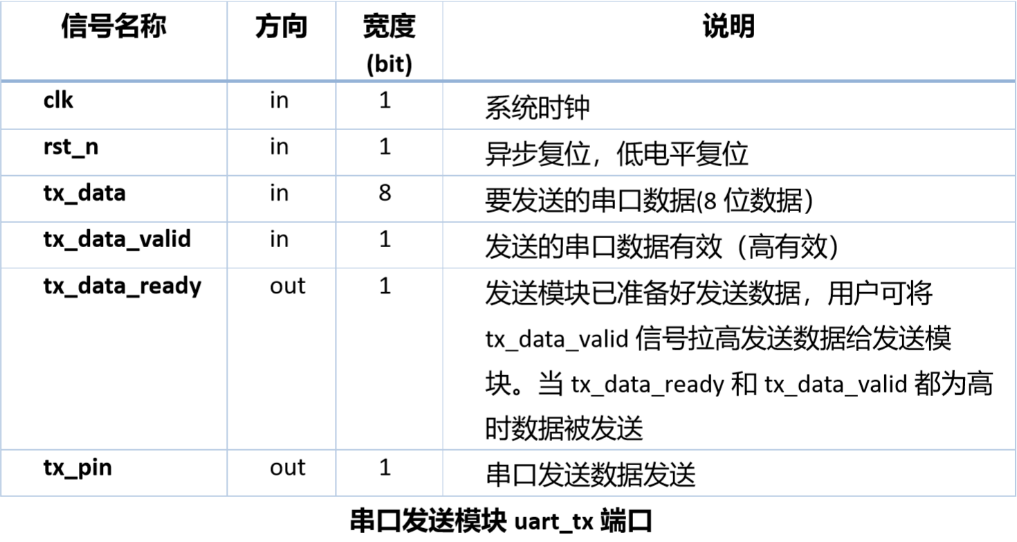 信号名称 方向 宽度 说明
(bit)
clk in 1 系统时钟
rst_n in 1 异步复位，低电平复位
tx_data in 8 要发送的串口数据(8 位数据）
tx_data_valid in 1 发送的串口数据有效（高有效）
tx_data_ready out 1 发送模块已准备好发送数据，用户可将
tx_data_valid 信号拉高发送数据给发送模
块。当 tx_data_ready 和 tx_data_valid 都为高
时数据被发送
tx_pin out 1 串口发送数据发送
串口发送模块 uart_tx 端口